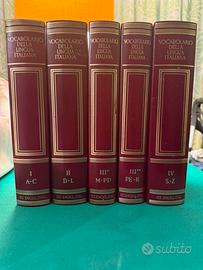 VOCABOLARIO
DELLA
LINGUA
ITALIANA
I
A-C
VOCABOLARIO
DELLA
LINGUA
ITALIANA
II
D-L
VOCABOLARIO
DELLA
LINGUA
ITALIANA
III*
M-PD
VOCABOLARIO
DELLA
LINGUA
ITALIANA
III**
PE-R
VOCABOLARIO
DELLA
LINGUA
ITALIANA
IV
S-Z
subito